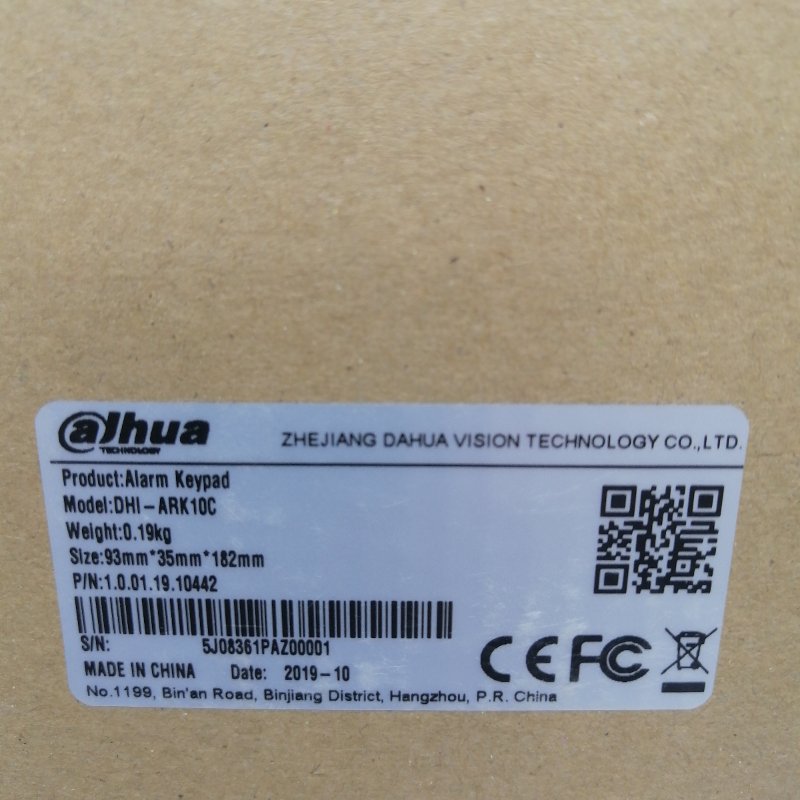 alhua
TECHNOLOGY
ZHEJIANG DAHUA VISION TECHNOLOGY CO.,LTD.
Product:Alarm Keypad
Model:DHI-ARK10C
Weight:0.19kg
Size:93mm*35mm*182mm
P/N:1.0.01.19.10442
S/N: 5J08361PAZ00001
MADE IN CHINA Date: 2019-10
CE FC
No.1199, Bin'an Road, Binjiang District, Hangzhou, P.R. China